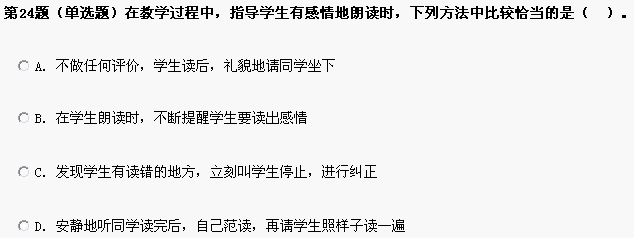 第24题（单选题）在教学过程中，指导学生有感情地朗读时，下列方法中比较恰当的是（　）。
A. 不做任何评价，学生读后，礼貌地请同学坐下
B. 在学生朗读时，不断提醒学生要读出感情
C. 发现学生有读错的地方，立刻叫学生停止，进行纠正
D. 安静地听同学读完后，自己范读，再请学生照样子读一遍